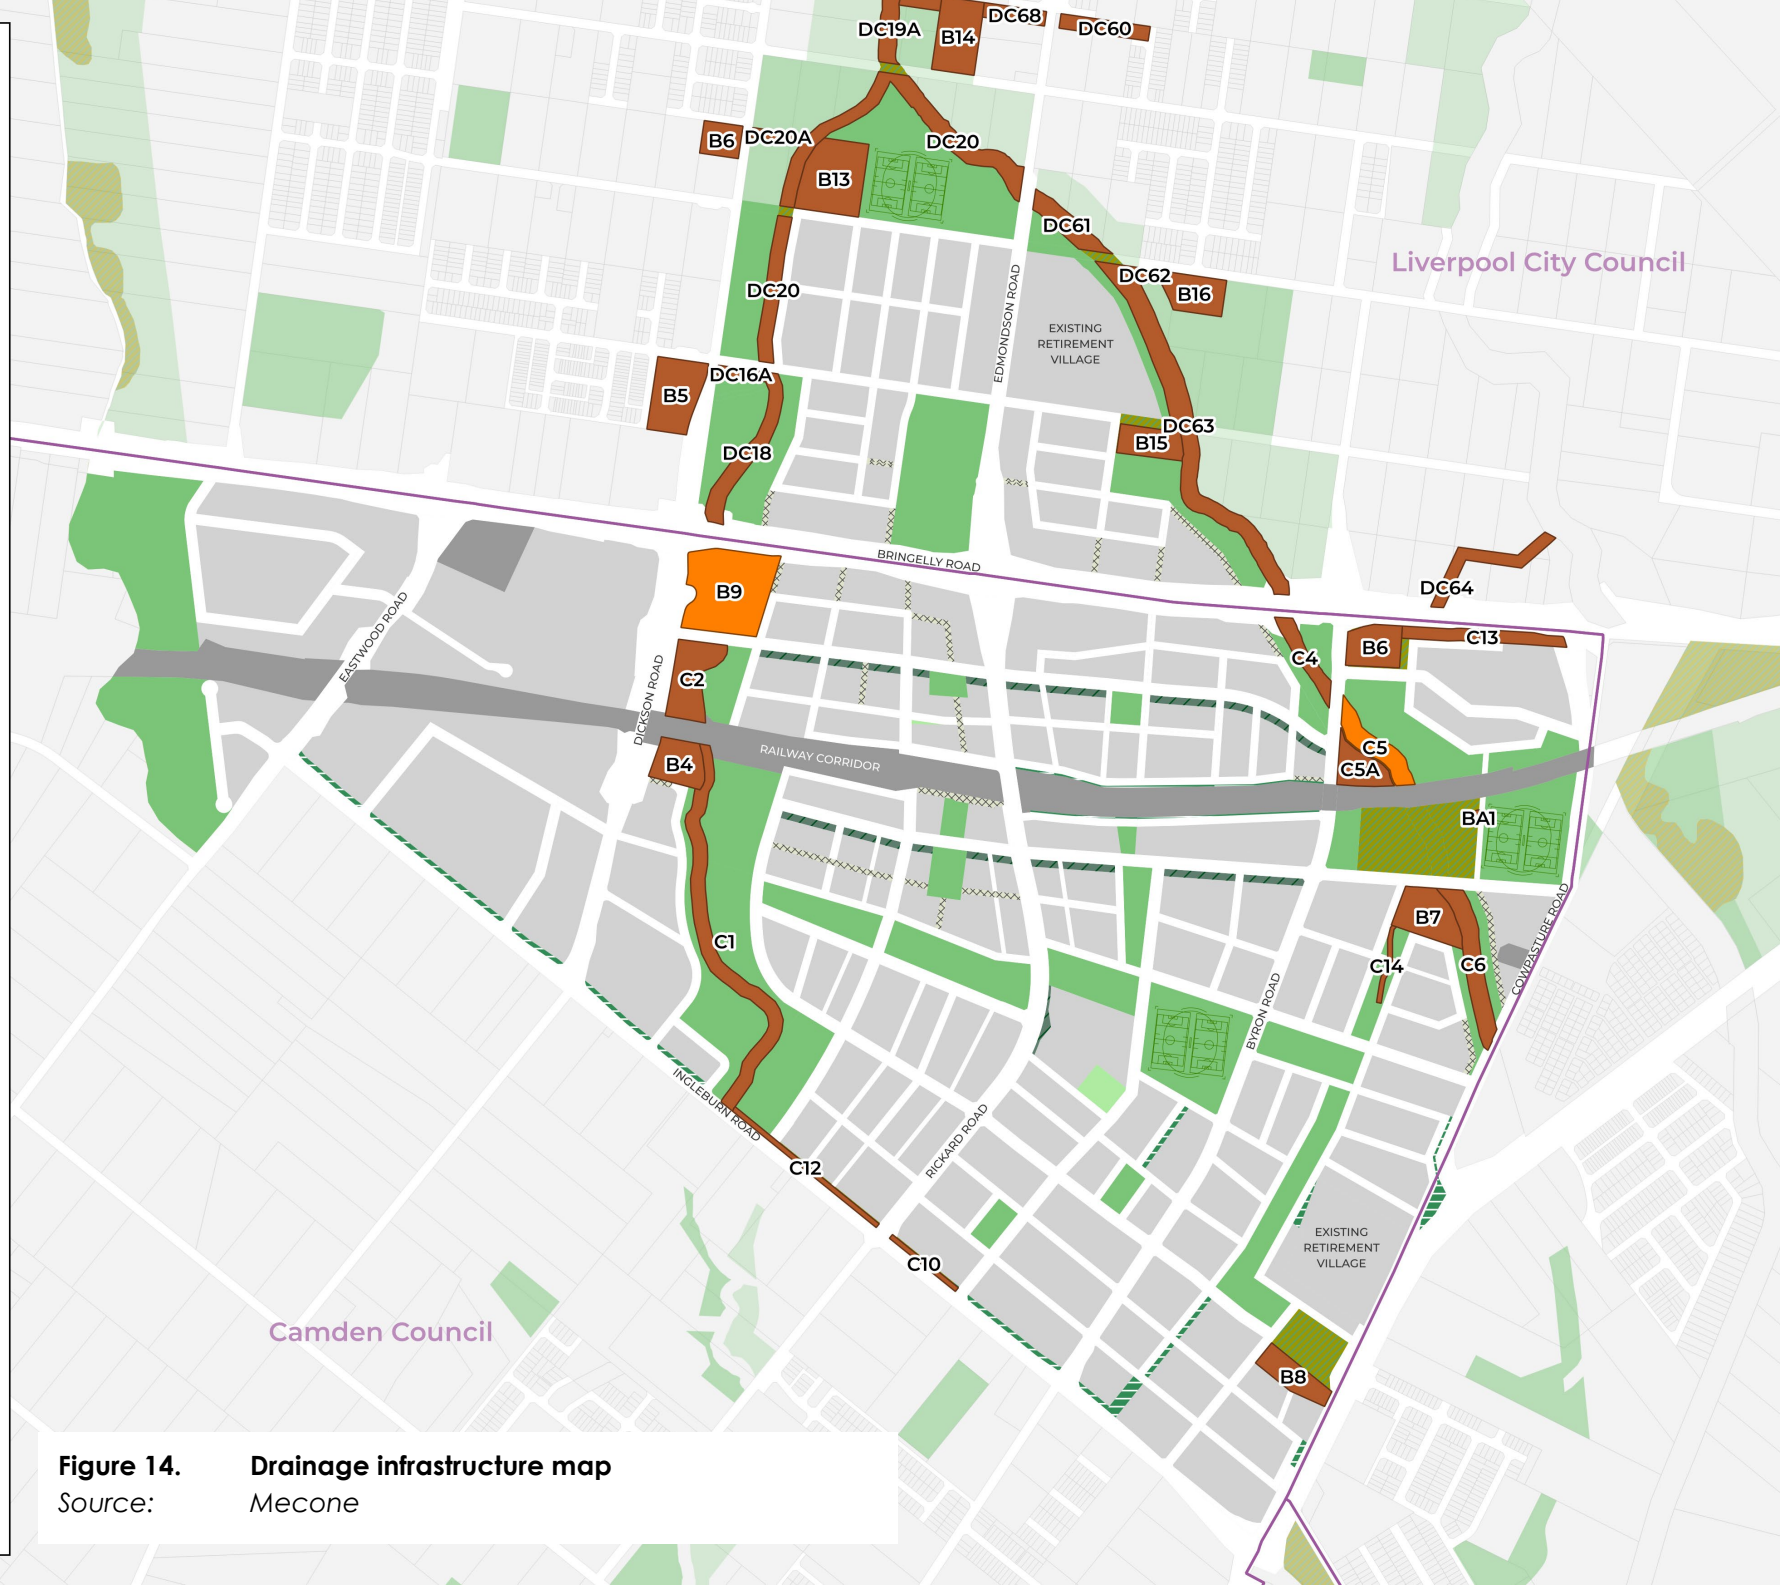 DC19A
B14
DC68
DC60
B6
DC20A
DC20
B13
DC61
Liverpool City Council
DC62
B16
DC20
EDMONDSON ROAD
EXISTING
RETIREMENT
VILLAGE
DC16A
B5
DC63
B15
DC18
BRINGELLY ROAD
B9
DC64
EASTWOOD ROAD
DICKSON ROAD
C2
C4
B6
C13
RAILWAY CORRIDOR
B4
C5
C5A
BA1
COWPASTURE ROAD
B7
C1
C14
C6
BYRON ROAD
INGLEBURN ROAD
RICKARD ROAD
C12
EXISTING
RETIREMENT
VILLAGE
C10
Camden Council
B8
Figure 14. Drainage infrastructure map
Source: Mecone